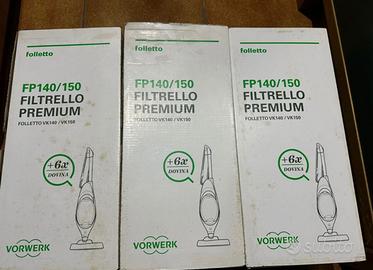 folletto
FP140/150
FILTRELLO
PREMIUM
FOLLETTO VK140 / VK150
+6x
DOVINA
VORWERK
folletto
FP140/150
FILTRELLO
PREMIUM
FOLLETTO VK140 / VK150
+6x
DOVINA
VORWERK
folletto
FP140/150
FILTRELLO
PREMIUM
FOLLETTO VK140 / VK150
+6x
DOVINA
VORWERK
subito